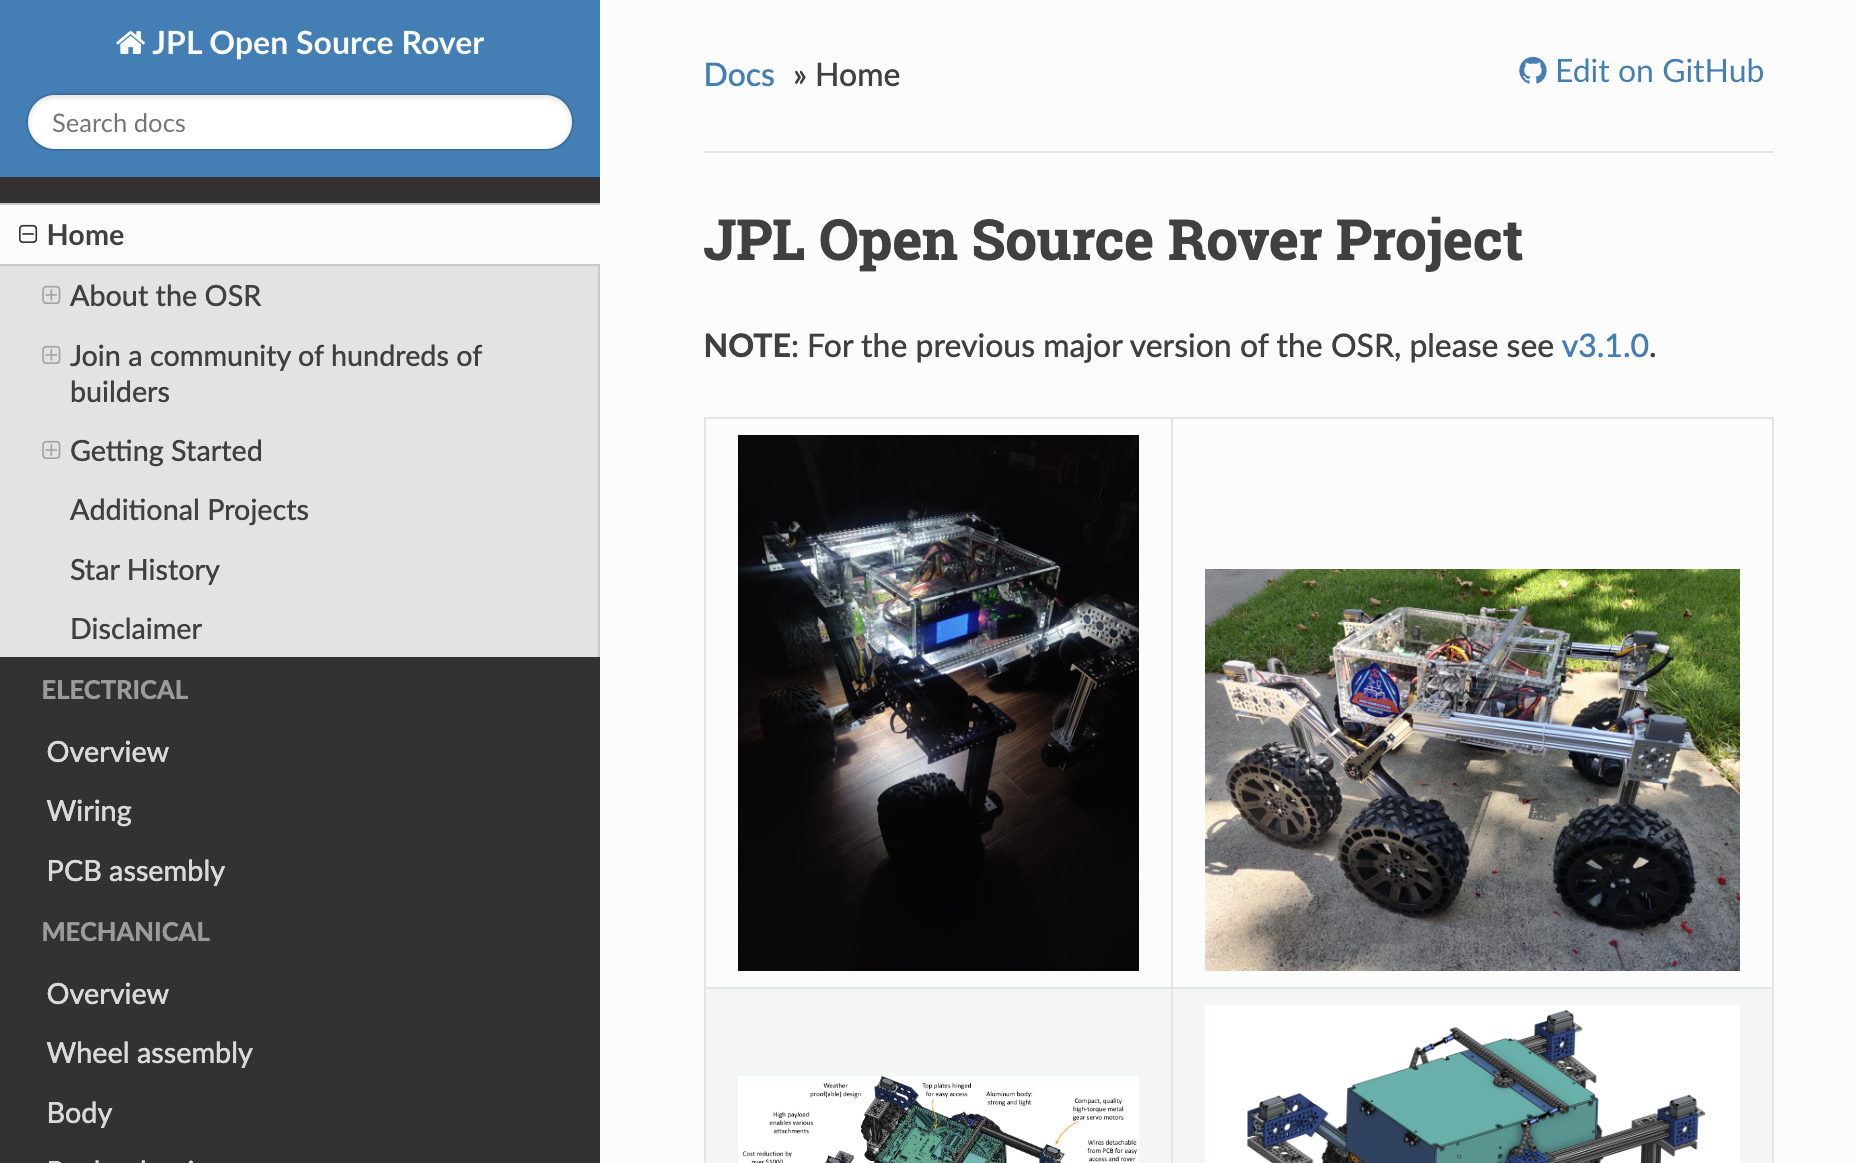 JPL Open Source Rover
Search docs
Home
About the OSR
Join a community of hundreds of
builders
Getting Started
Additional Projects
Star History
Disclaimer
ELECTRICAL
Overview
Wiring
PCB assembly
MECHANICAL
Overview
Wheel assembly
Body
Docs » Home
Edit on GitHub
JPL Open Source Rover Project
NOTE: For the previous major version of the OSR, please see v3.1.0.
Weather
proof(able) design
Top plates hinged
for easy access
Aluminum body:
strong and light
Compact, quality
high-torque metal
gear servo motors
High payload
enables various
attachments
Wires detachable
from PCB for easy
access and rover
Cost reduction by
over $1000